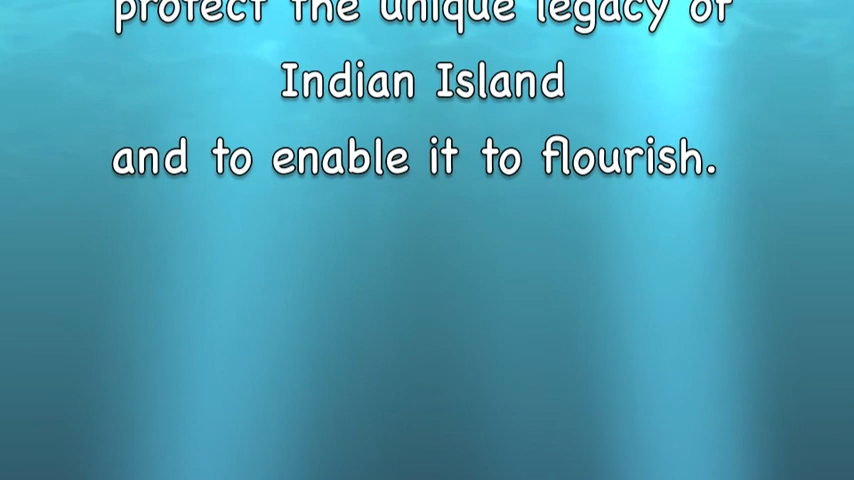 protect the unique legacy of
Indian Island
and to enable it to flourish.